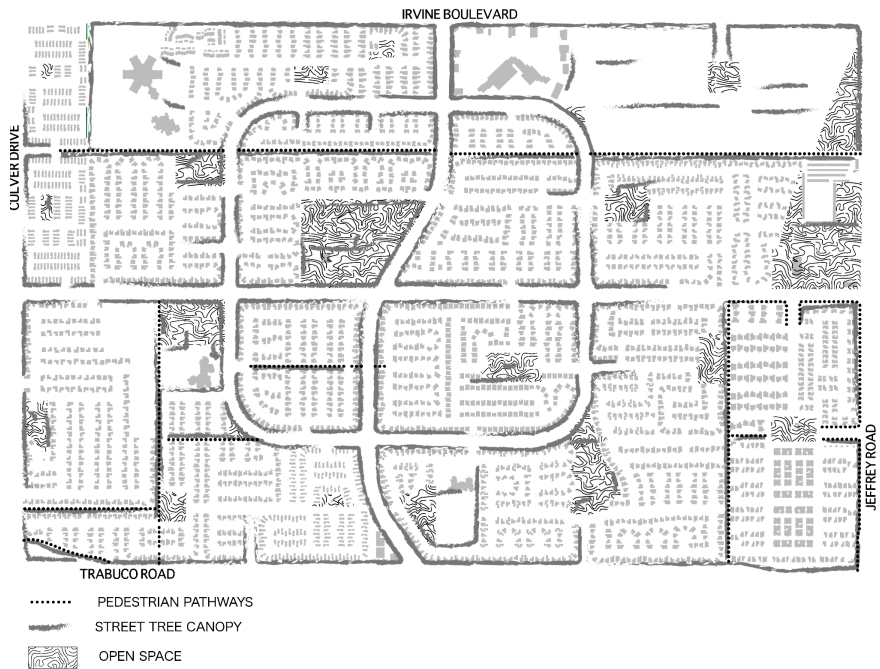 IRVINE BOULEVARD
CULVER DRIVE
JEFFREY ROAD
TRABUCO ROAD
PEDESTRIAN PATHWAYS
STREET TREE CANOPY
OPEN SPACE